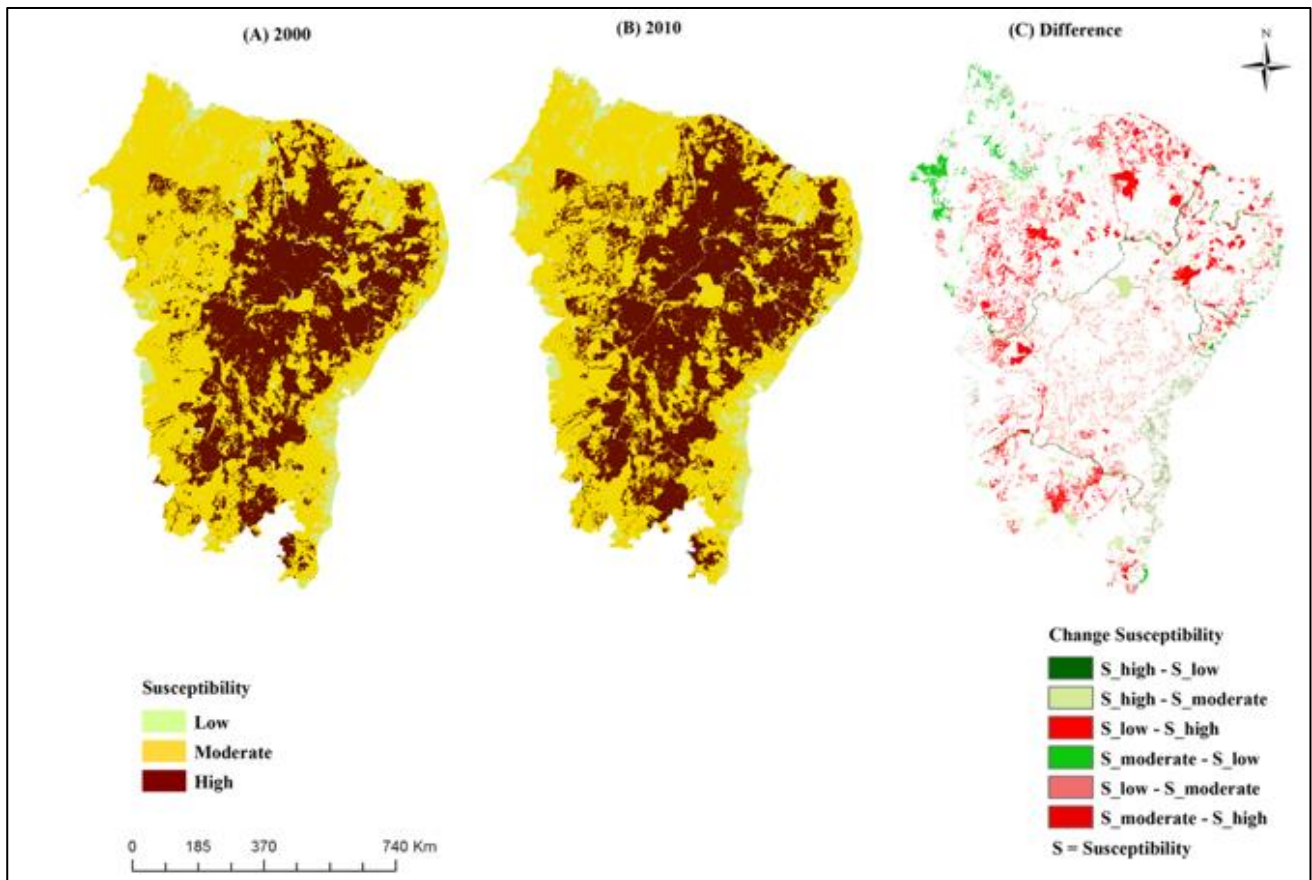 (A) 2000
(B) 2010
(C) Difference
N
Susceptibility
Low
Moderate
High
0 185 370 740 Km
Change Susceptibility
S_high - S_low
S_high - S_moderate
S_low - S_high
S_moderate - S_low
S_low - S_moderate
S_moderate - S_high
S = Susceptibility